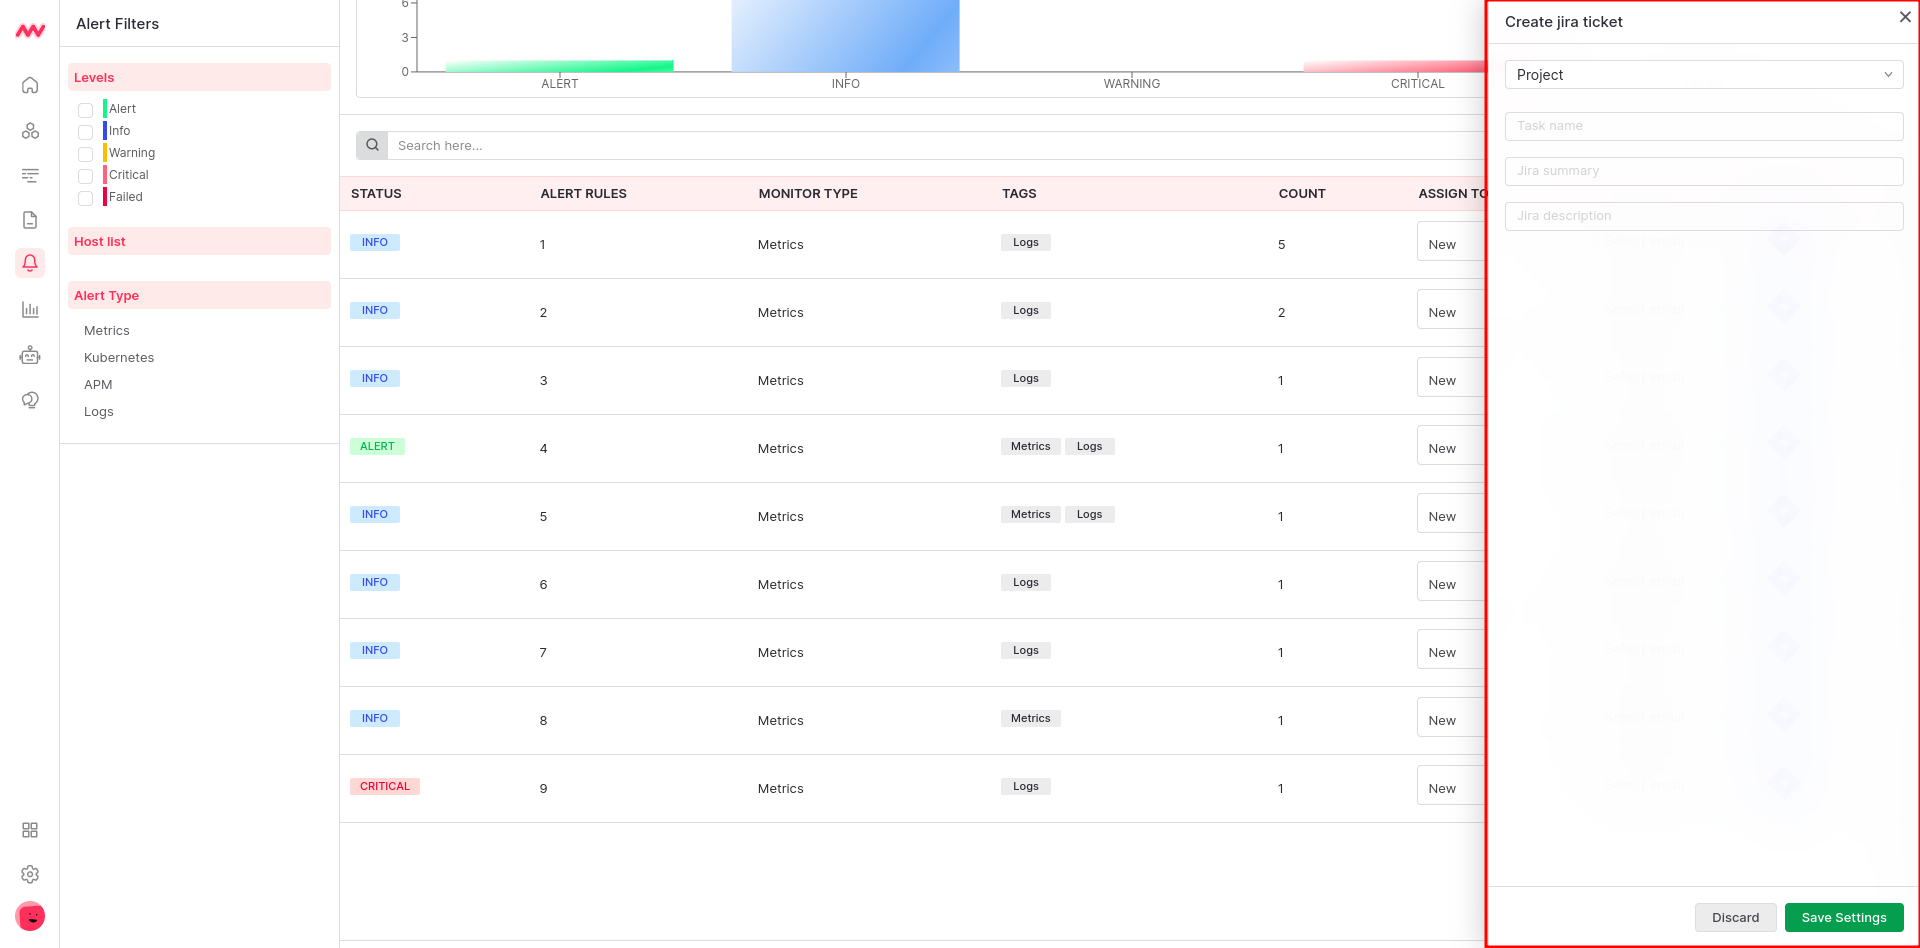 Alert Filters
Levels
Alert
Info
Warning
Critical
Failed
Host list
Alert Type
Metrics
Kubernetes
APM
Logs
6
3
0
ALERT INFO WARNING CRITICAL
Search here...
STATUS ALERT RULES MONITOR TYPE TAGS COUNT ASSIGN TO
INFO 1 Metrics Logs 5 New
INFO 2 Metrics Logs 2 New
INFO 3 Metrics Logs 1 New
ALERT 4 Metrics Metrics Logs 1 New
INFO 5 Metrics Metrics Logs 1 New
INFO 6 Metrics Logs 1 New
INFO 7 Metrics Logs 1 New
INFO 8 Metrics Metrics 1 New
CRITICAL 9 Metrics Logs 1 New
Create jira ticket
Project
Task name
Jira summary
Jira description
Discard Save Settings